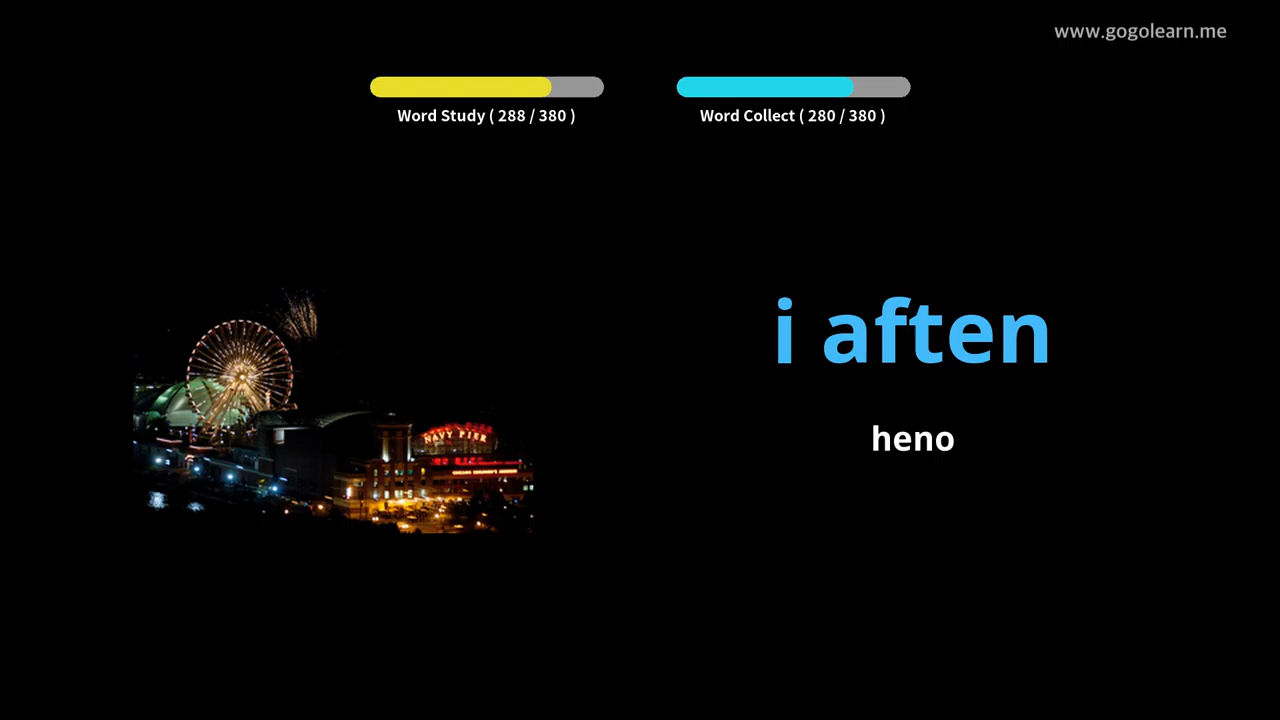 www.gogolearn.me
Word Study ( 288 / 380 )
Word Collect ( 280 / 380 )
i aften
heno
NAVY PIER